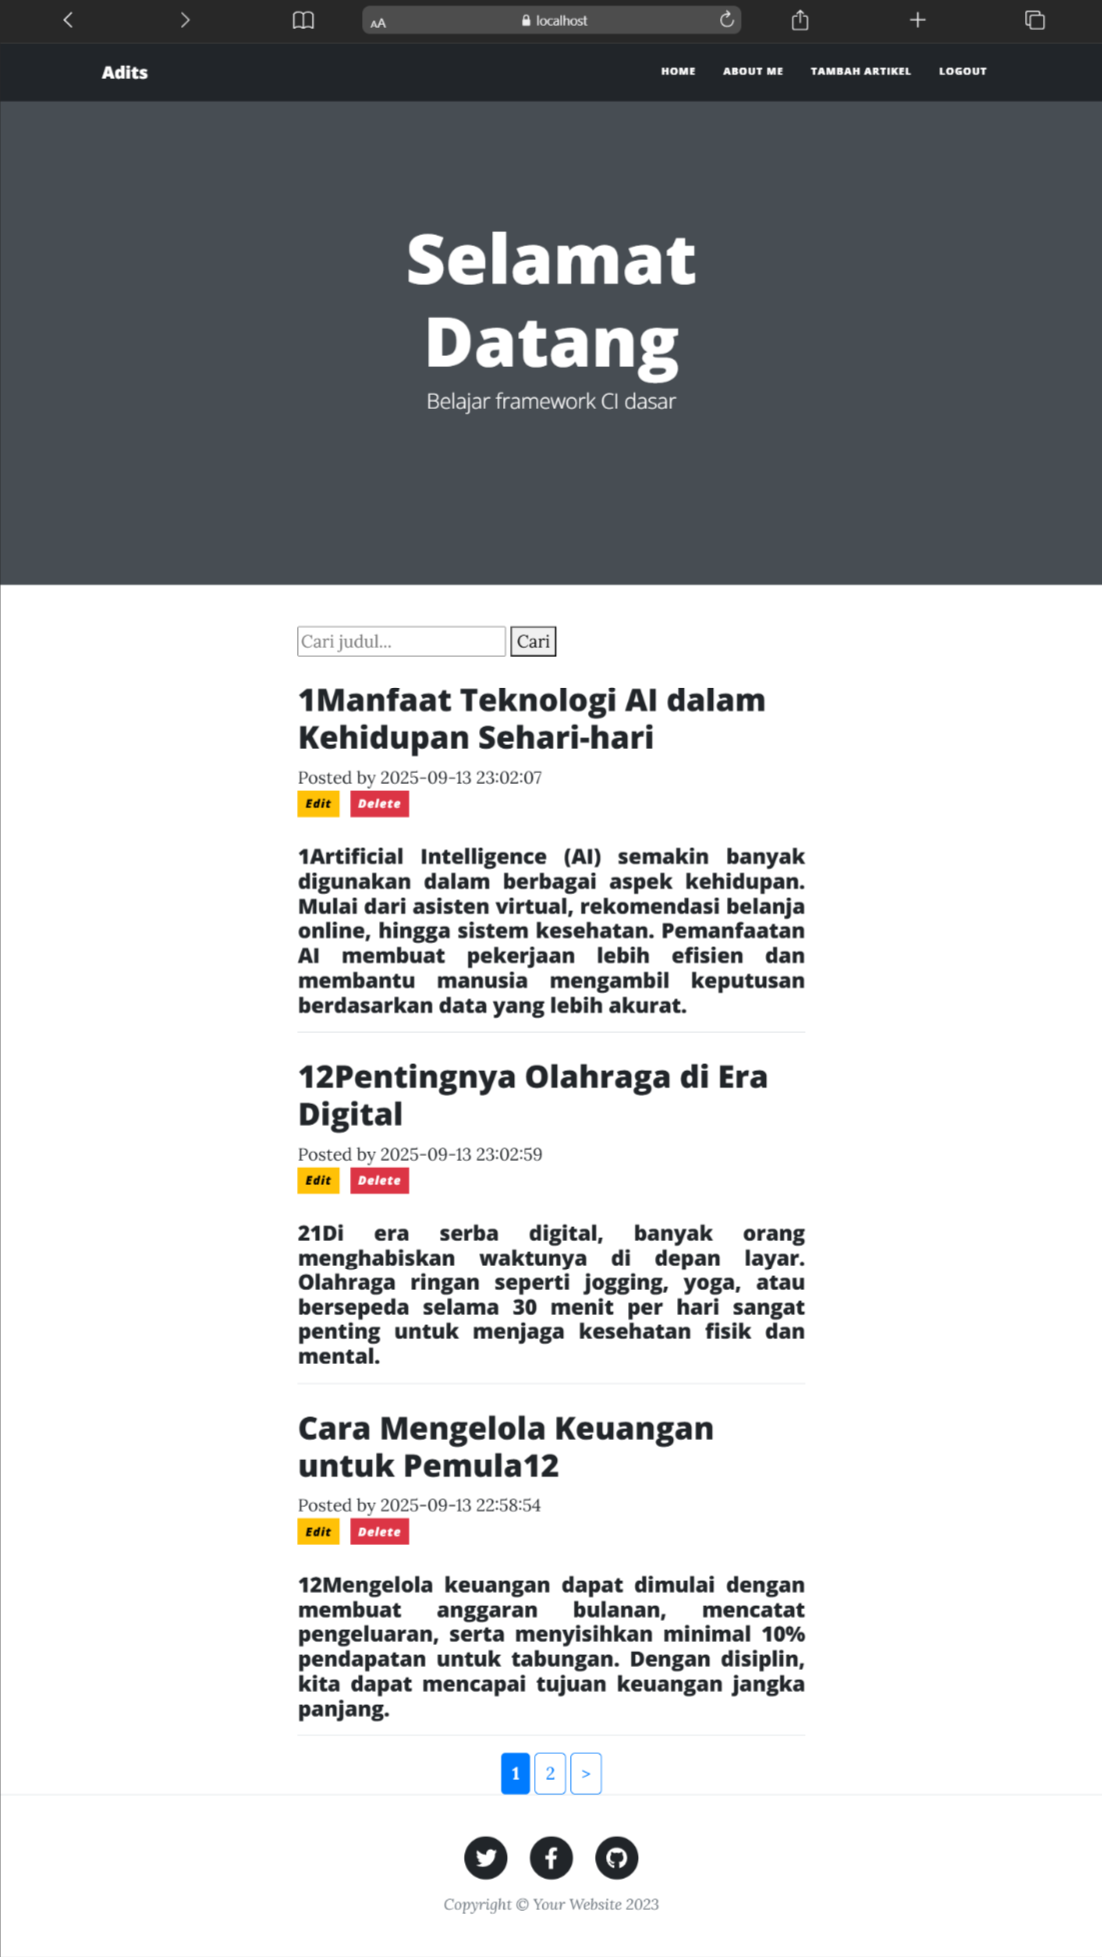 AA localhost
Adits HOME ABOUT ME TAMBAH ARTIKEL LOGOUT
Selamat
Datang
Belajar framework CI dasar
Cari judul... Cari
1Manfaat Teknologi AI dalam
Kehidupan Sehari-hari
Posted by 2025-09-13 23:02:07
Edit Delete
1Artificial Intelligence (AI) semakin banyak
digunakan dalam berbagai aspek kehidupan.
Mulai dari asisten virtual, rekomendasi belanja
online, hingga sistem kesehatan. Pemanfaatan
AI membuat pekerjaan lebih efisien dan
membantu manusia mengambil keputusan
berdasarkan data yang lebih akurat.
12Pentingnya Olahraga di Era
Digital
Posted by 2025-09-13 23:02:59
Edit Delete
21Di era serba digital, banyak orang
menghabiskan waktunya di depan layar.
Olahraga ringan seperti jogging, yoga, atau
bersepeda selama 30 menit per hari sangat
penting untuk menjaga kesehatan fisik dan
mental.
Cara Mengelola Keuangan
untuk Pemula12
Posted by 2025-09-13 22:58:54
Edit Delete
12Mengelola keuangan dapat dimulai dengan
membuat anggaran bulanan, mencatat
pengeluaran, serta menyisihkan minimal 10%
pendapatan untuk tabungan. Dengan disiplin,
kita dapat mencapai tujuan keuangan jangka
panjang.
1 2 >
Copyright © Your Website 2023